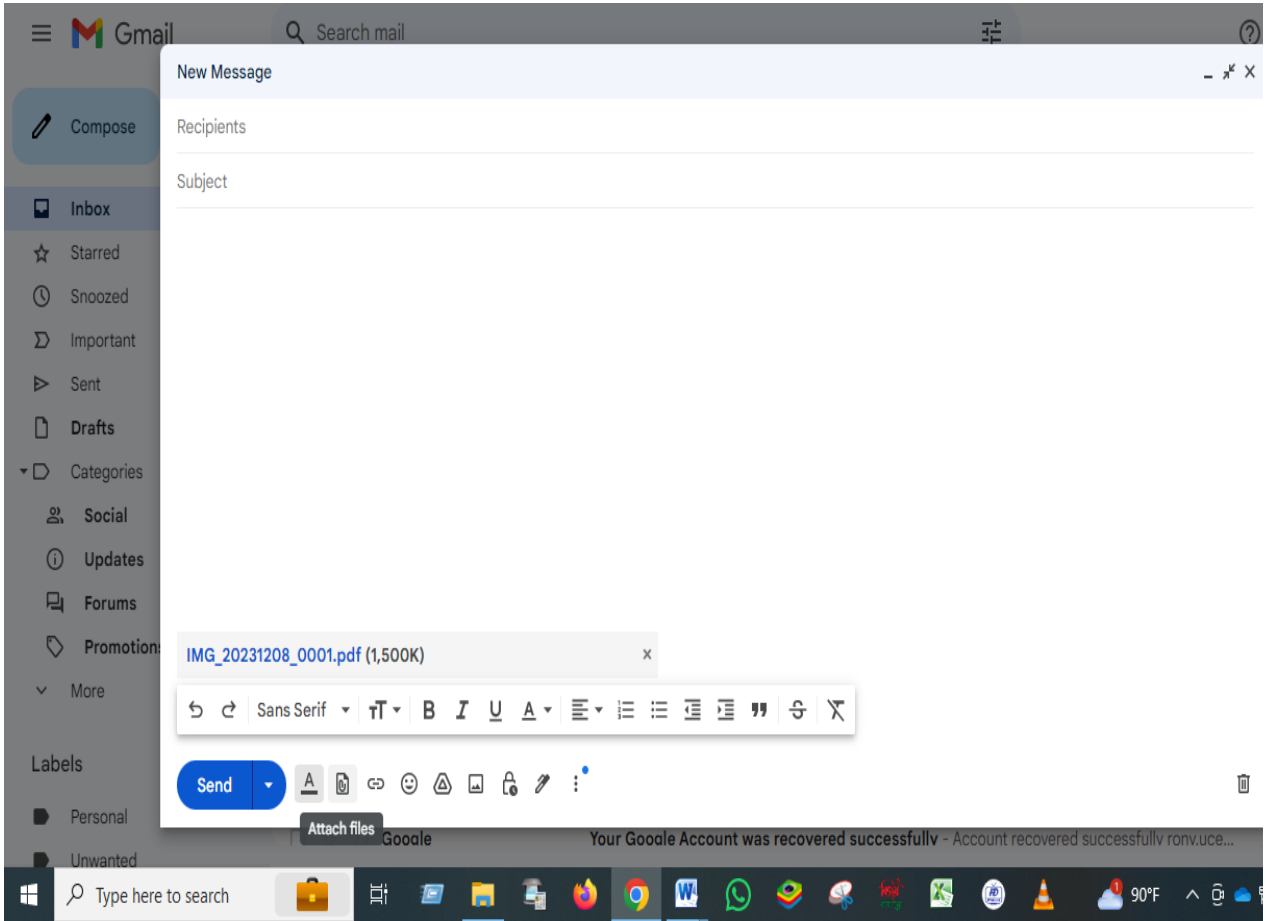 Gmail
Search mail
New Message
Compose
Recipients
Subject
Inbox
Starred
Snoozed
Important
Sent
Drafts
Categories
Social
Updates
Forums
Promotions
More
IMG_20231208_0001.pdf (1,500K)
Sans Serif
Labels
Send
Attach files
Personal
Google Your Google Account was recovered successfully - Account recovered successfully rony.uce...
Unwanted
Type here to search
90°F